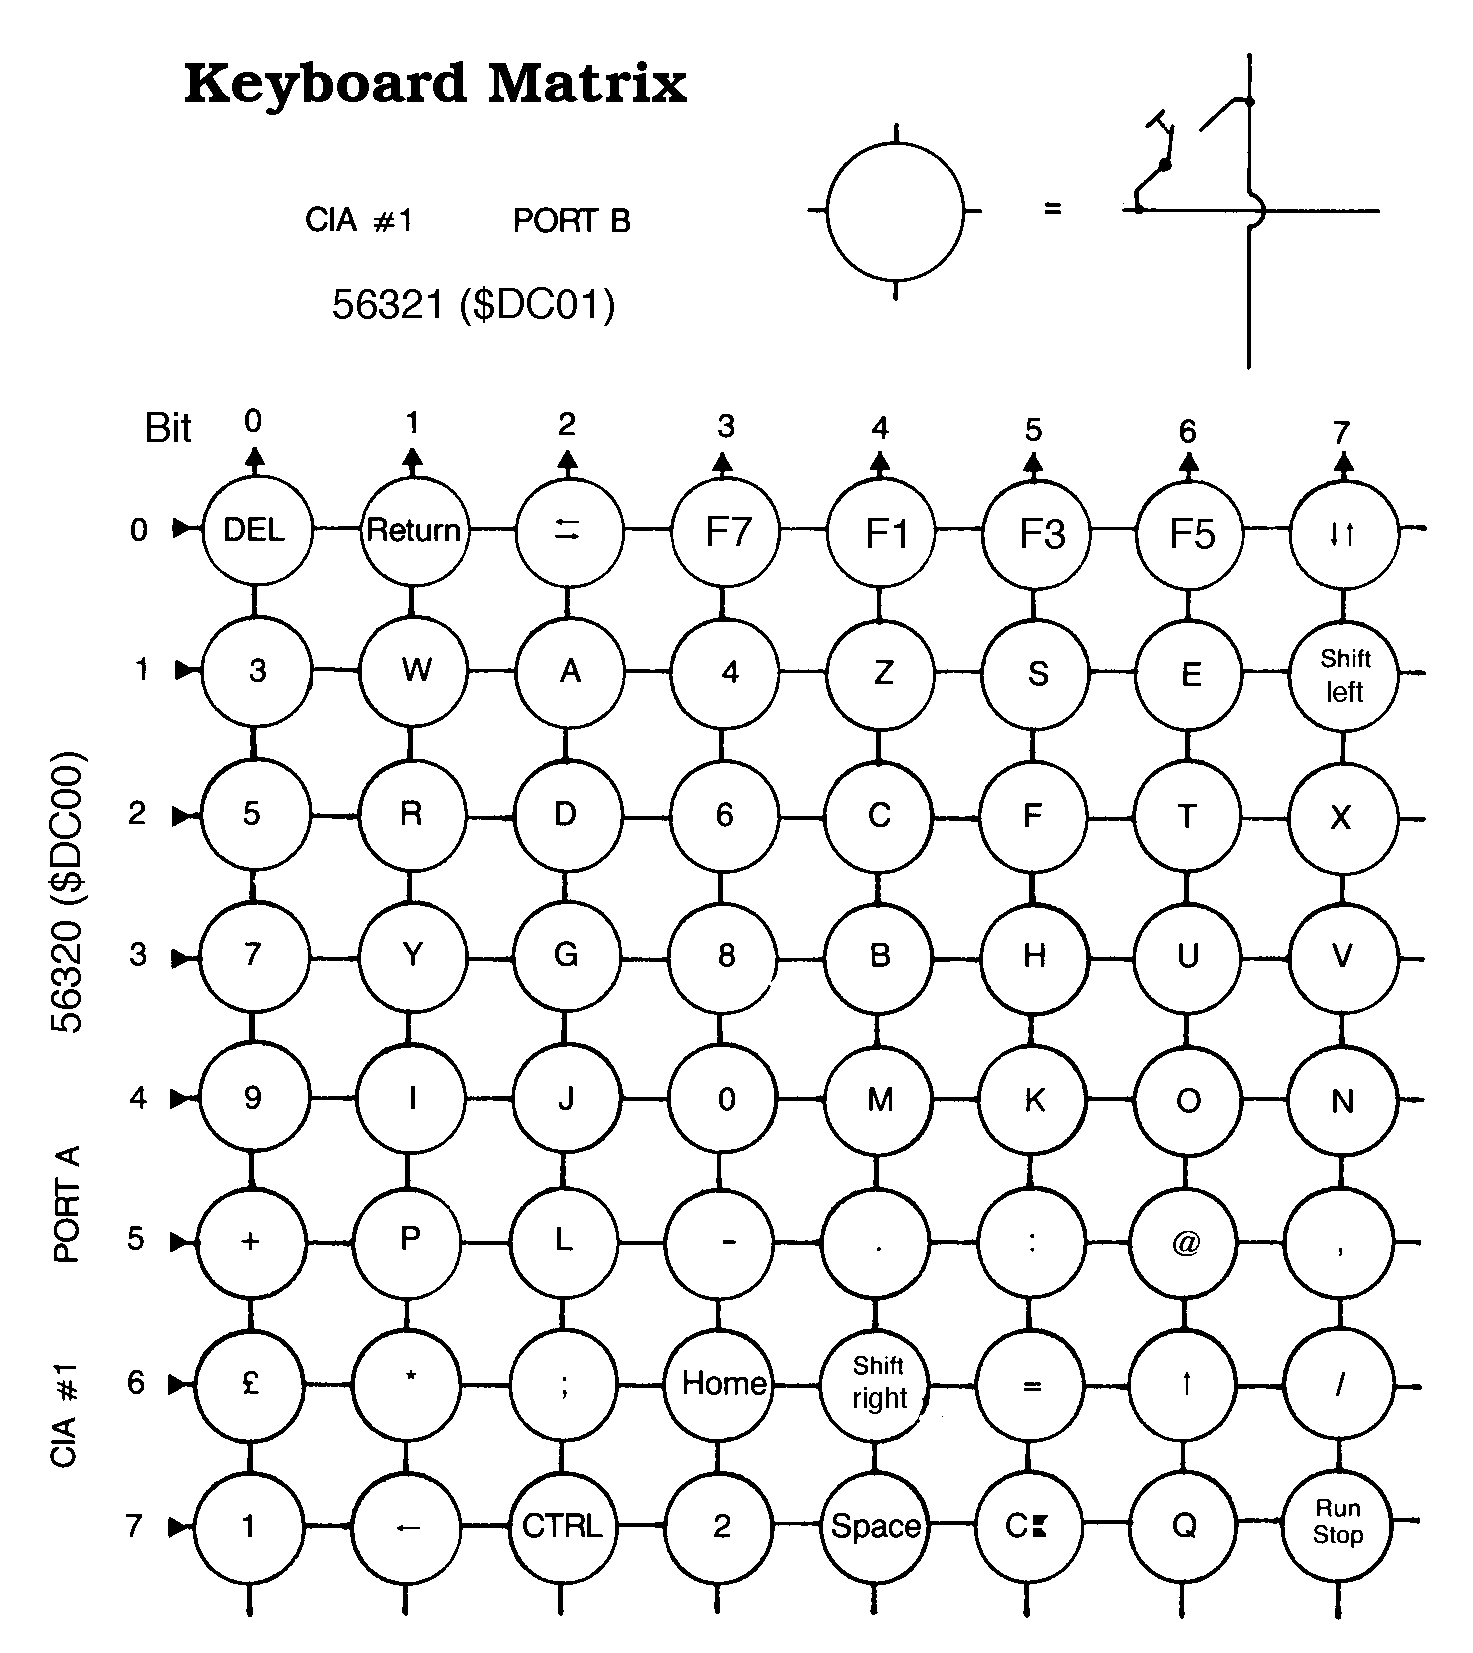 Keyboard Matrix
CIA #1 PORT B
=
56321 ($DC01)
Bit 0 1 2 3 4 5 6 7
0 DEL Return ⇆ F7 F1 F3 F5 ↓↑
1 3 W A 4 Z S E Shift left
2 5 R D 6 C F T X
3 7 Y G 8 B H U V
4 9 I J 0 M K O N
5 + P L - . : @ ,
6 £ * ; Home Shift right = ↑ /
7 1 ← CTRL 2 Space C= Q Run Stop
CIA #1 PORT A 56320 ($DC00)